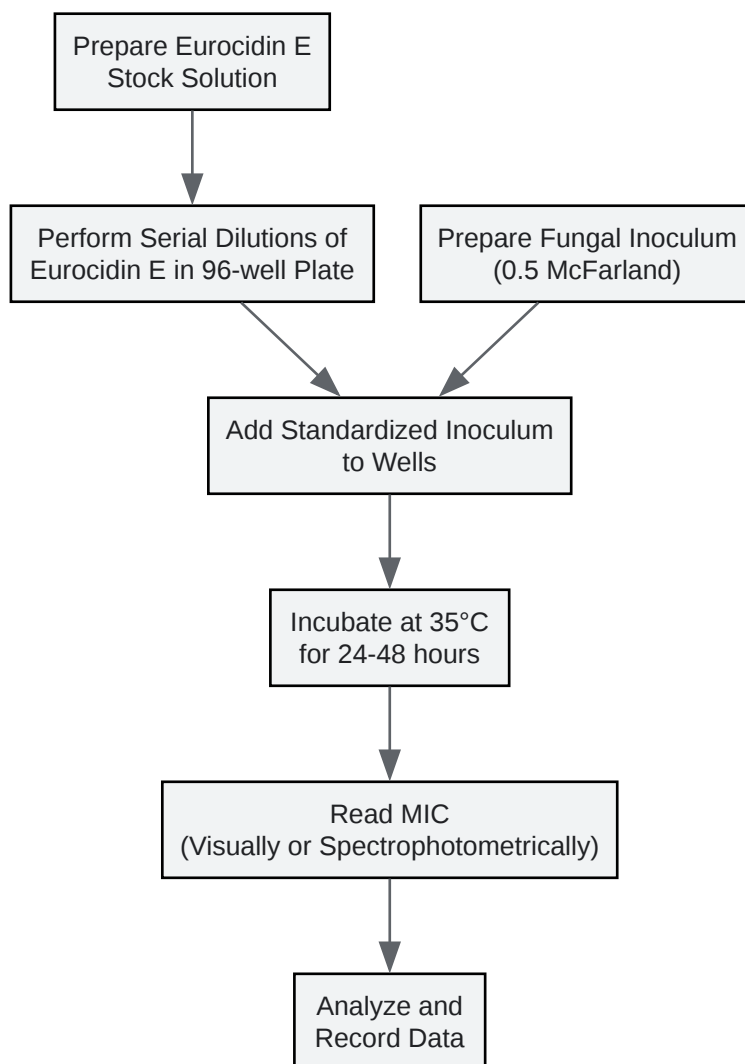 Prepare Eurocidin E
Stock Solution
Perform Serial Dilutions of
Eurocidin E in 96-well Plate
Prepare Fungal Inoculum
(0.5 McFarland)
Add Standardized Inoculum
to Wells
Incubate at 35°C
for 24-48 hours
Read MIC
(Visually or Spectrophotometrically)
Analyze and
Record Data